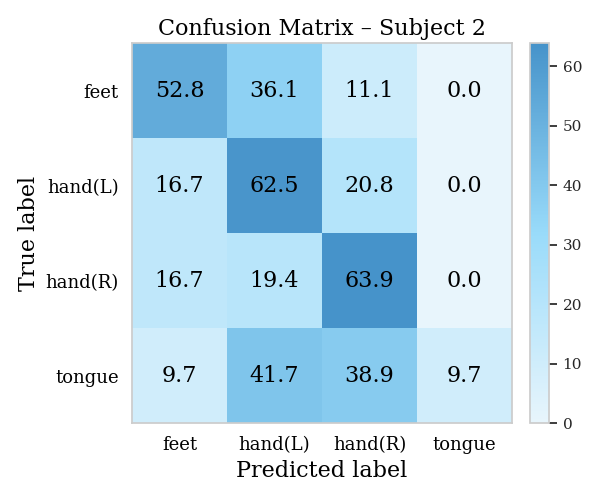 Confusion Matrix – Subject 2
feet 52.8 36.1 11.1 0.0
hand(L) 16.7 62.5 20.8 0.0
hand(R) 16.7 19.4 63.9 0.0
tongue 9.7 41.7 38.9 9.7
feet hand(L) hand(R) tongue
Predicted label
True label
60
50
40
30
20
10
0